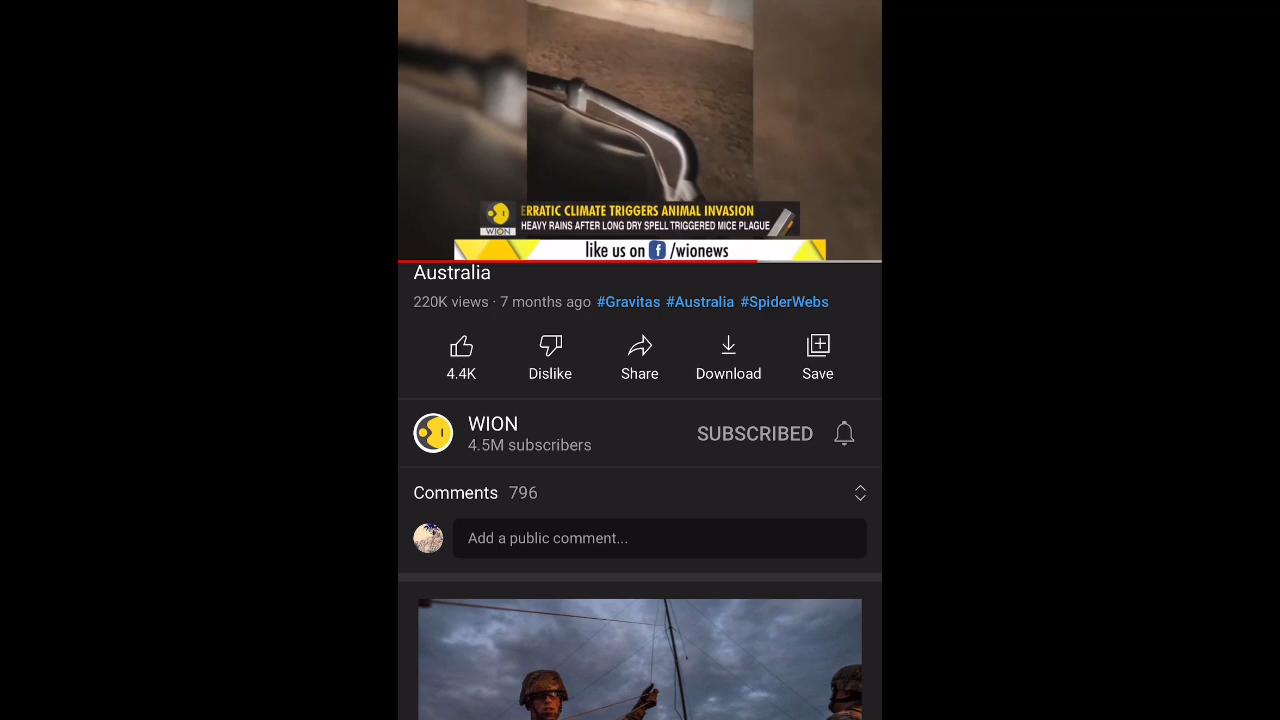 ERRATIC CLIMATE TRIGGERS ANIMAL INVASION
WION HEAVY RAINS AFTER LONG DRY SPELL TRIGGERED MICE PLAGUE
like us on f /wionews
Australia
220K views · 7 months ago #Gravitas #Australia #SpiderWebs
4.4K Dislike Share Download Save
WION
4.5M subscribers
SUBSCRIBED
Comments 796
Add a public comment...